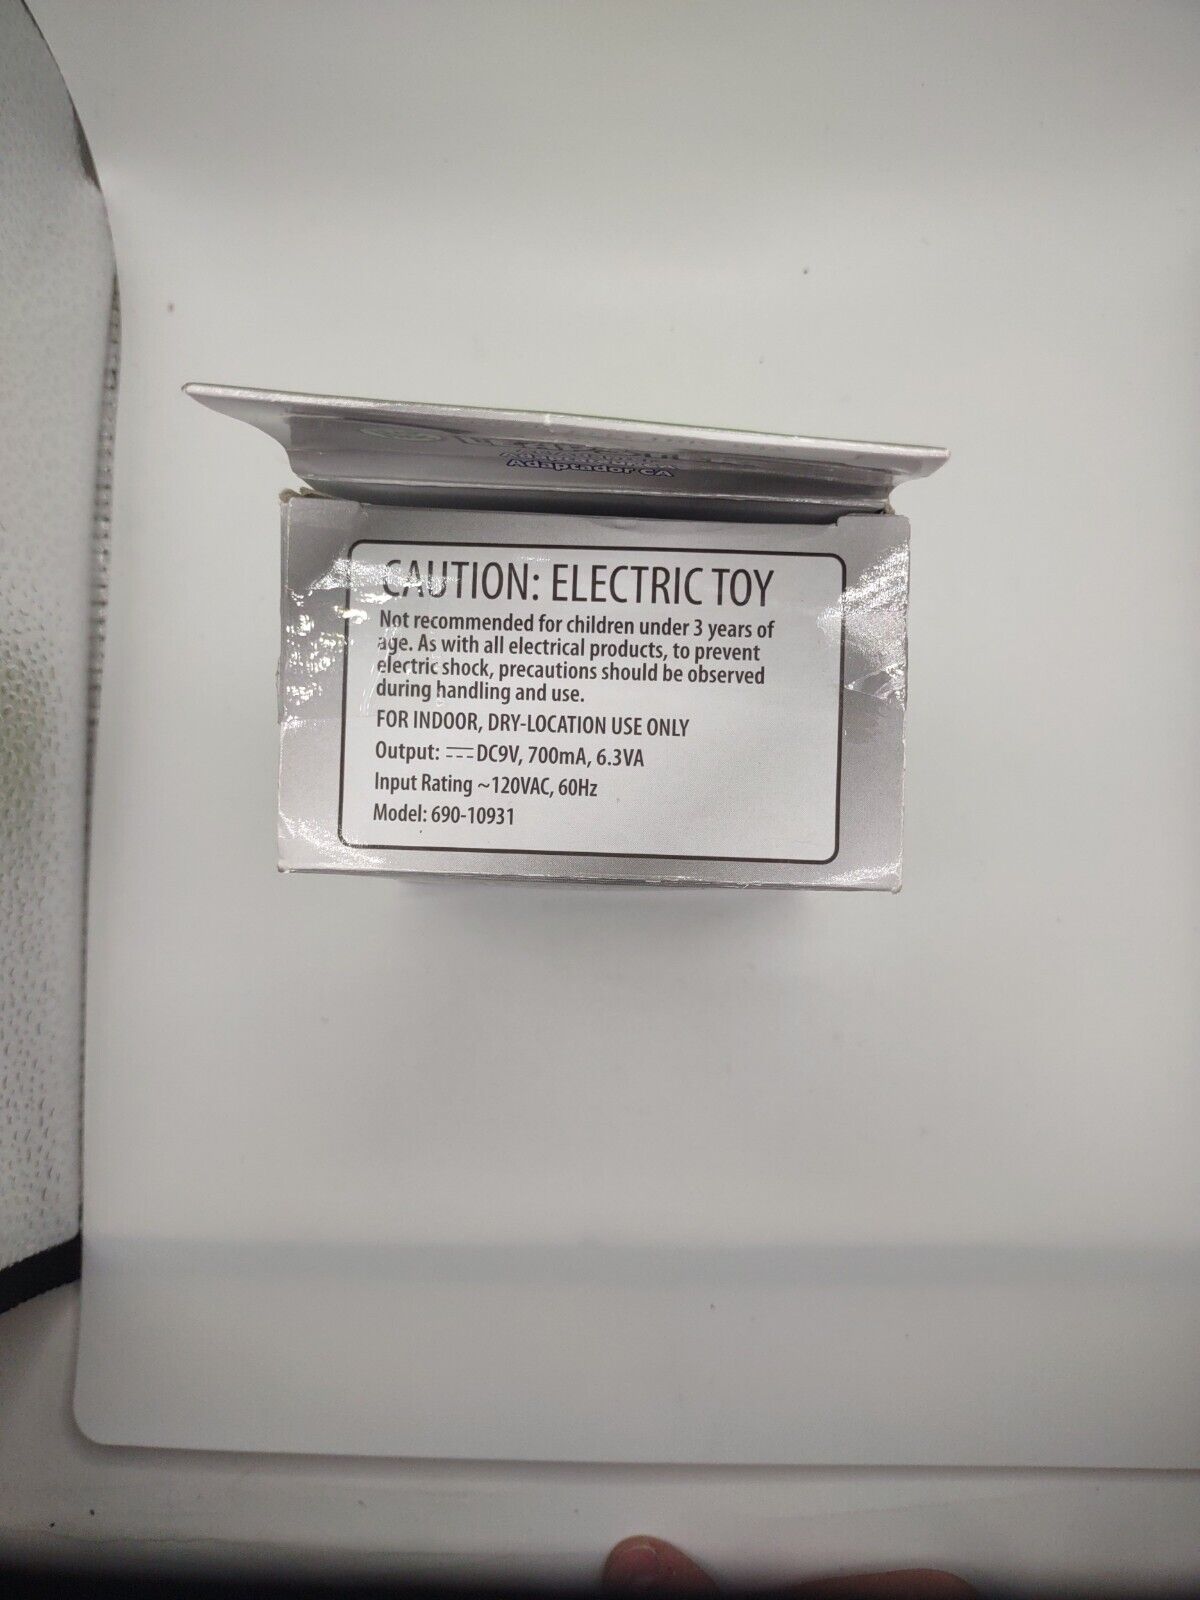 Adaptador CA
CAUTION: ELECTRIC TOY
Not recommended for children under 3 years of
age. As with all electrical products, to prevent
electric shock, precautions should be observed
during handling and use.
FOR INDOOR, DRY-LOCATION USE ONLY
Output: ⎓DC9V, 700mA, 6.3VA
Input Rating ~120VAC, 60Hz
Model: 690-10931